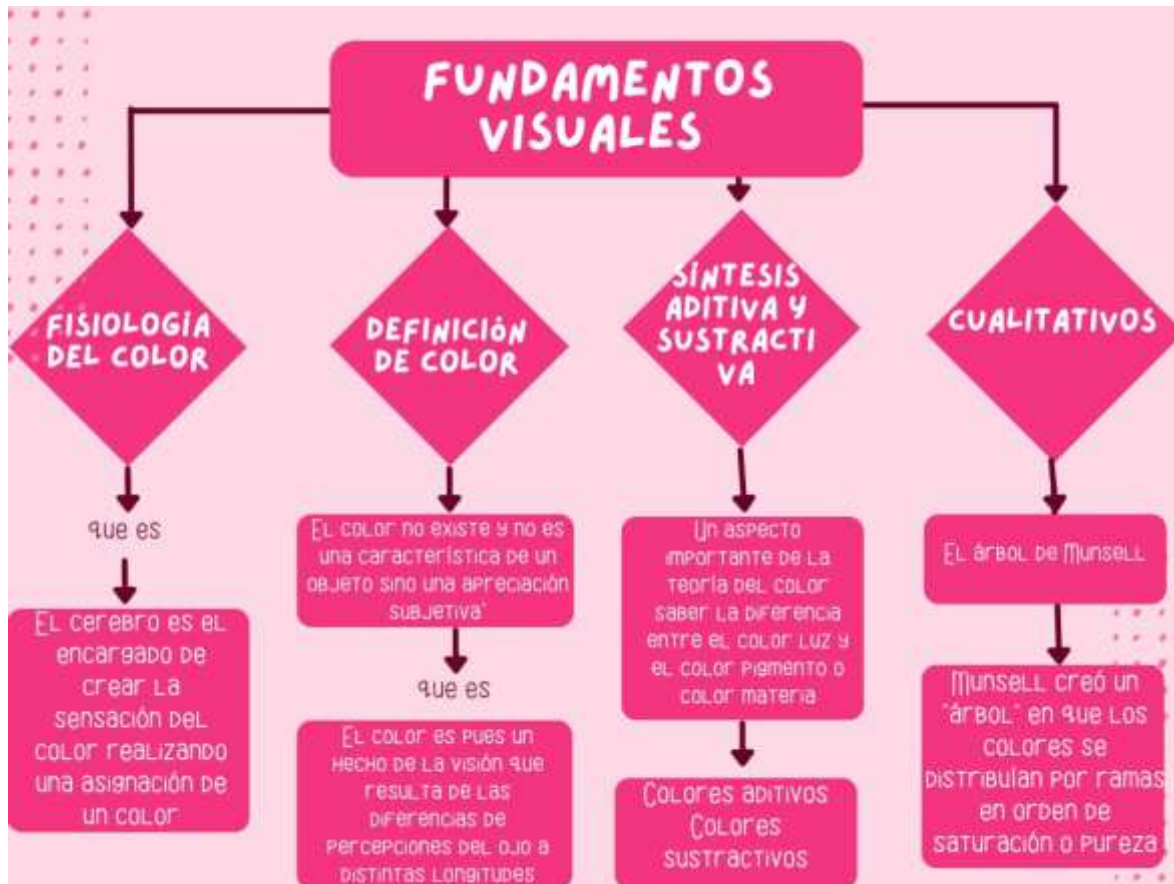 FUNDAMENTOS
VISUALES
FISIOLOGÍA
DEL COLOR
que es
El cerebro es el
encargado de
crear la
sensación del
color realizando
una asignación de
un color
DEFINICIÓN
DE COLOR
El color no existe y no es
una característica de un
objeto sino una apreciación
subjetiva"
que es
El color es pues un
hecho de la visión que
resulta de las
diferencias de
percepciones del ojo a
distintas longitudes
SÍNTESIS
ADITIVA Y
SUSTRACTI
VA
Un aspecto
importante de la
teoría del color
saber la diferencia
entre el color luz y
el color pigmento o
color materia
Colores aditivos
Colores
sustractivos
CUALITATIVOS
El árbol de Munsell
Munsell creó un
"árbol" en que los
colores se
distribuían por ramas
en orden de
saturación o pureza